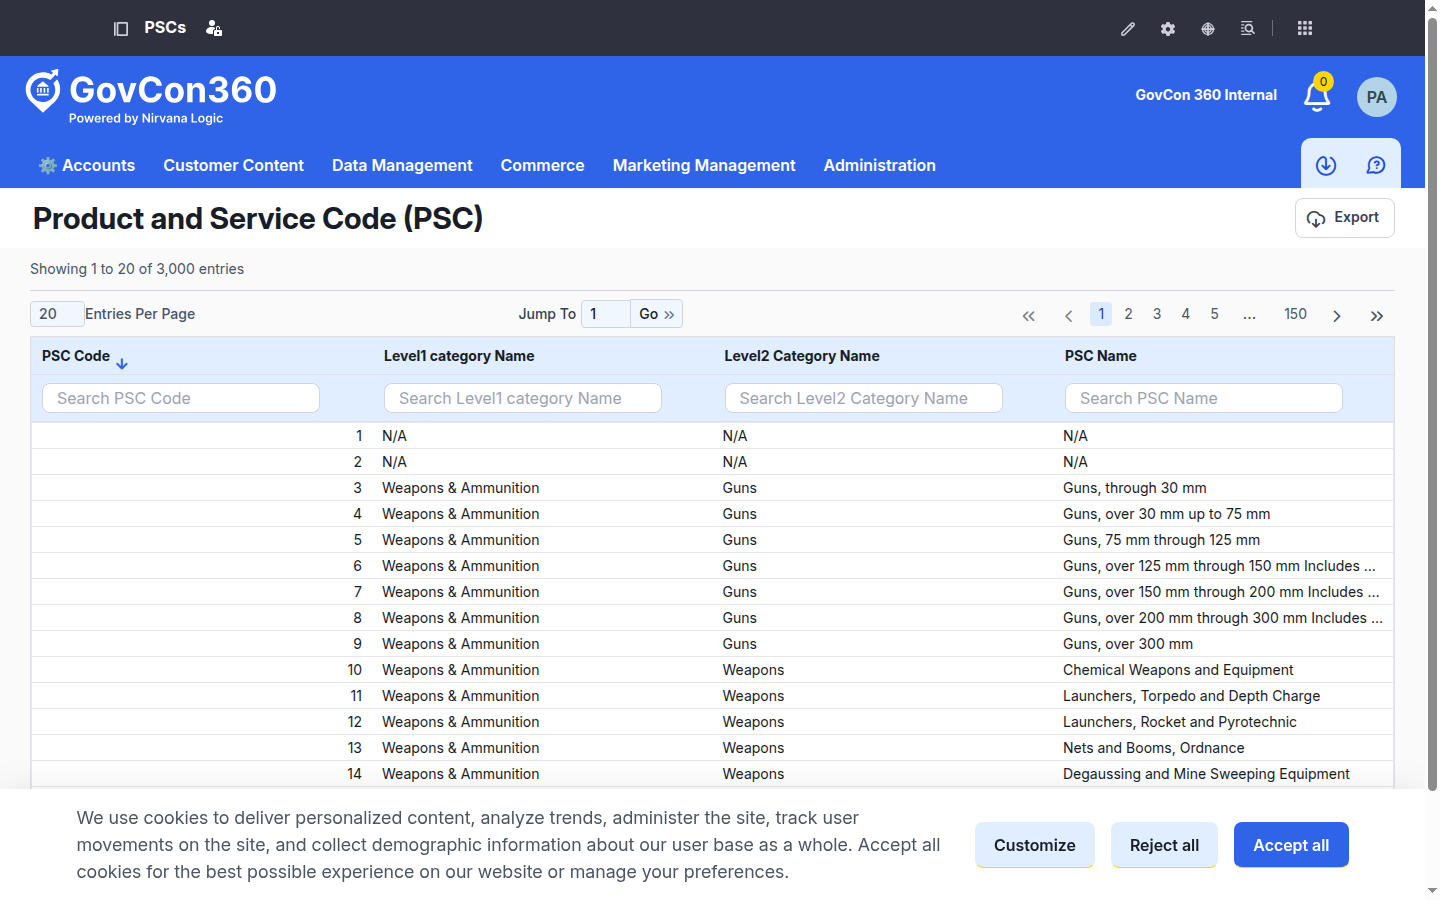 PSCs
GovCon360
Powered by Nirvana Logic
GovCon 360 Internal
0
PA
Accounts Customer Content Data Management Commerce Marketing Management Administration
Product and Service Code (PSC)
Export
Showing 1 to 20 of 3,000 entries
20 Entries Per Page Jump To 1 Go » « ‹ 1 2 3 4 5 ... 150 › »
PSC Code Level1 category Name Level2 Category Name PSC Name
Search PSC Code Search Level1 category Name Search Level2 Category Name Search PSC Name
1 N/A N/A N/A
2 N/A N/A N/A
3 Weapons & Ammunition Guns Guns, through 30 mm
4 Weapons & Ammunition Guns Guns, over 30 mm up to 75 mm
5 Weapons & Ammunition Guns Guns, 75 mm through 125 mm
6 Weapons & Ammunition Guns Guns, over 125 mm through 150 mm Includes ...
7 Weapons & Ammunition Guns Guns, over 150 mm through 200 mm Includes ...
8 Weapons & Ammunition Guns Guns, over 200 mm through 300 mm Includes ...
9 Weapons & Ammunition Guns Guns, over 300 mm
10 Weapons & Ammunition Weapons Chemical Weapons and Equipment
11 Weapons & Ammunition Weapons Launchers, Torpedo and Depth Charge
12 Weapons & Ammunition Weapons Launchers, Rocket and Pyrotechnic
13 Weapons & Ammunition Weapons Nets and Booms, Ordnance
14 Weapons & Ammunition Weapons Degaussing and Mine Sweeping Equipment
We use cookies to deliver personalized content, analyze trends, administer the site, track user
movements on the site, and collect demographic information about our user base as a whole. Accept all
cookies for the best possible experience on our website or manage your preferences.
Customize Reject all Accept all